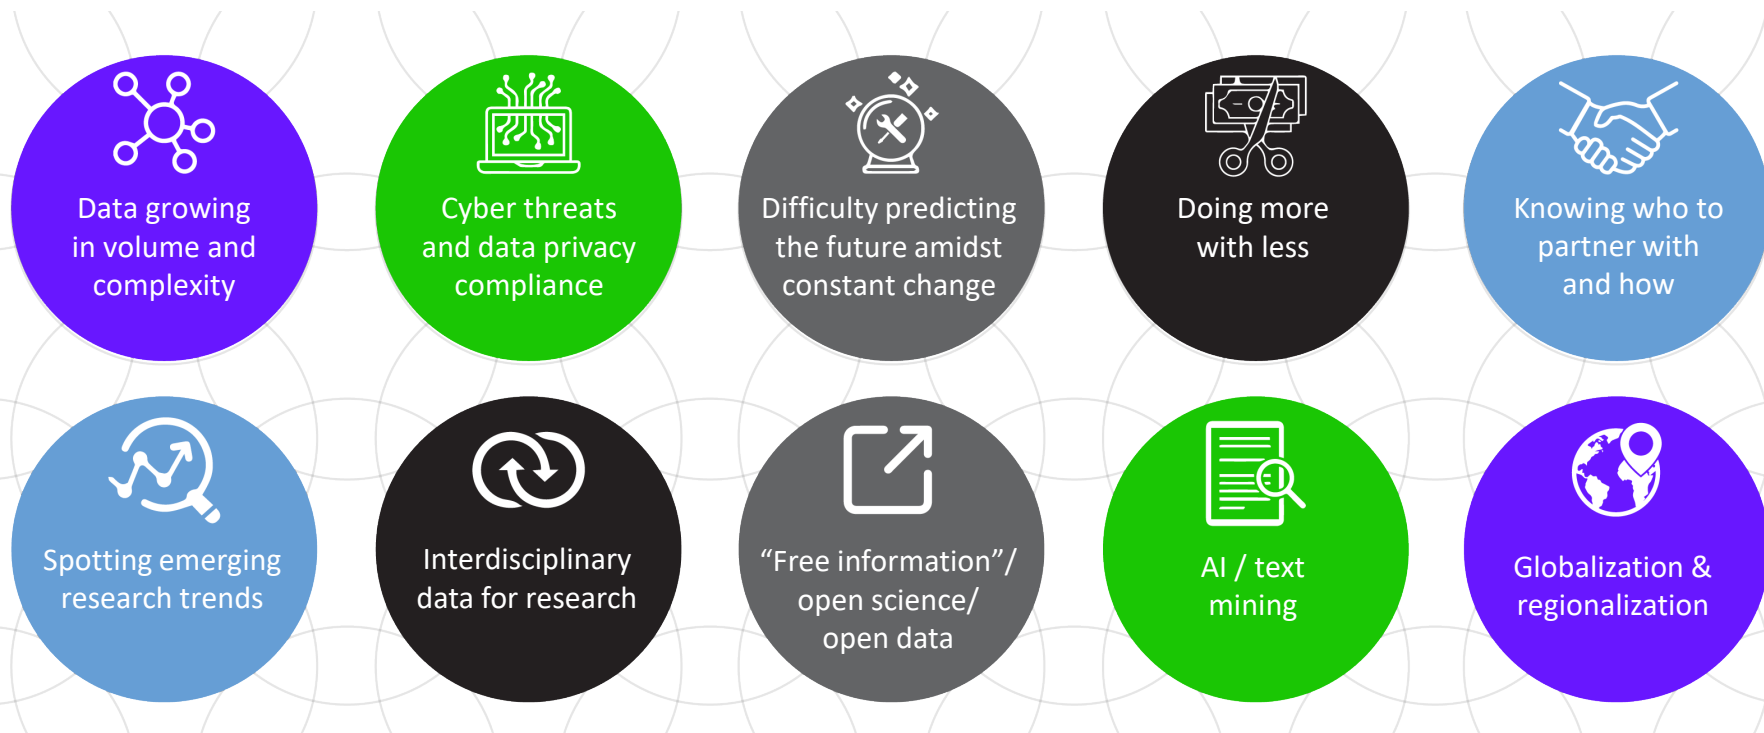 Data growing
in volume and
complexity
Cyber threats
and data privacy
compliance
Difficulty predicting
the future amidst
constant change
Doing more
with less
Knowing who to
partner with
and how
Spotting emerging
research trends
Interdisciplinary
data for research
“Free information”/
open science/
open data
AI / text
mining
Globalization &
regionalization